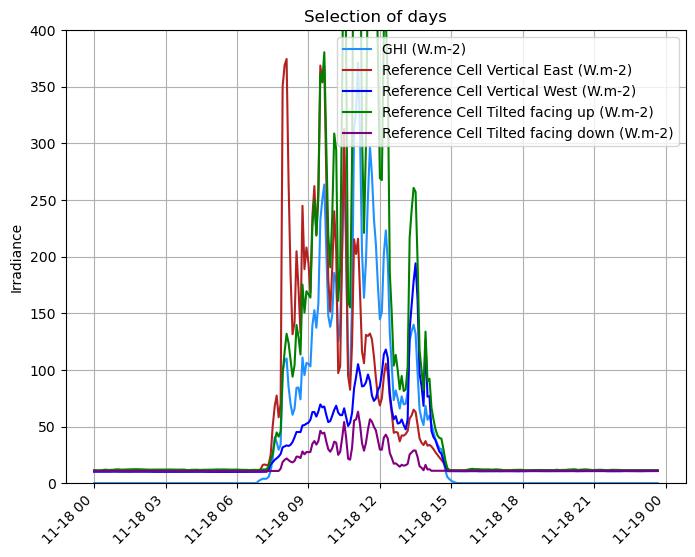 Selection of days
GHI (W.m-2)
Reference Cell Vertical East (W.m-2)
Reference Cell Vertical West (W.m-2)
Reference Cell Tilted facing up (W.m-2)
Reference Cell Tilted facing down (W.m-2)
Irradiance
400
350
300
250
200
150
100
50
0
11-18 00
11-18 03
11-18 06
11-18 09
11-18 12
11-18 15
11-18 18
11-18 21
11-19 00